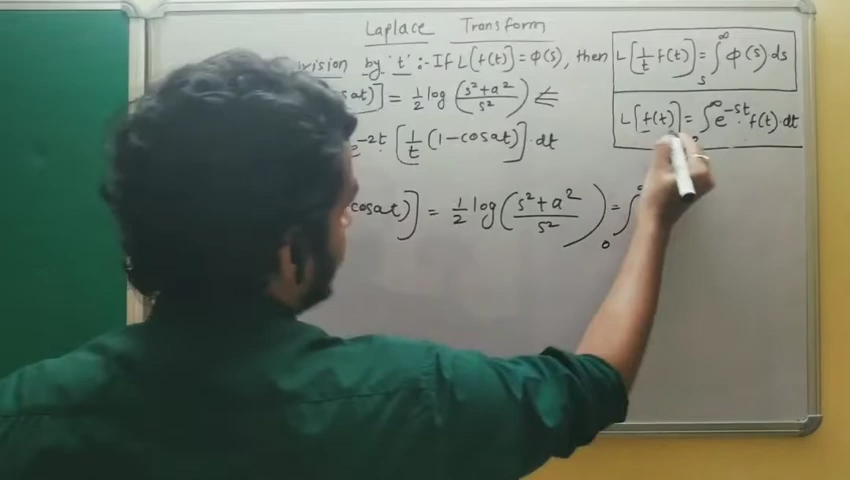 Laplace Transform
vision by 't' :- If L[f(t)] = φ(s), then
L[1/t f(t)] = ∫_s^∞ φ(s)·ds
sat)] = 1/2 log((s²+a²)/s²) ⇐
L[f(t)] = ∫^∞ e^-st · f(t)·dt
e^-2t [1/t (1-cosat)]·dt
cosat)] = 1/2 log((s²+a²)/s²) = ∫_0